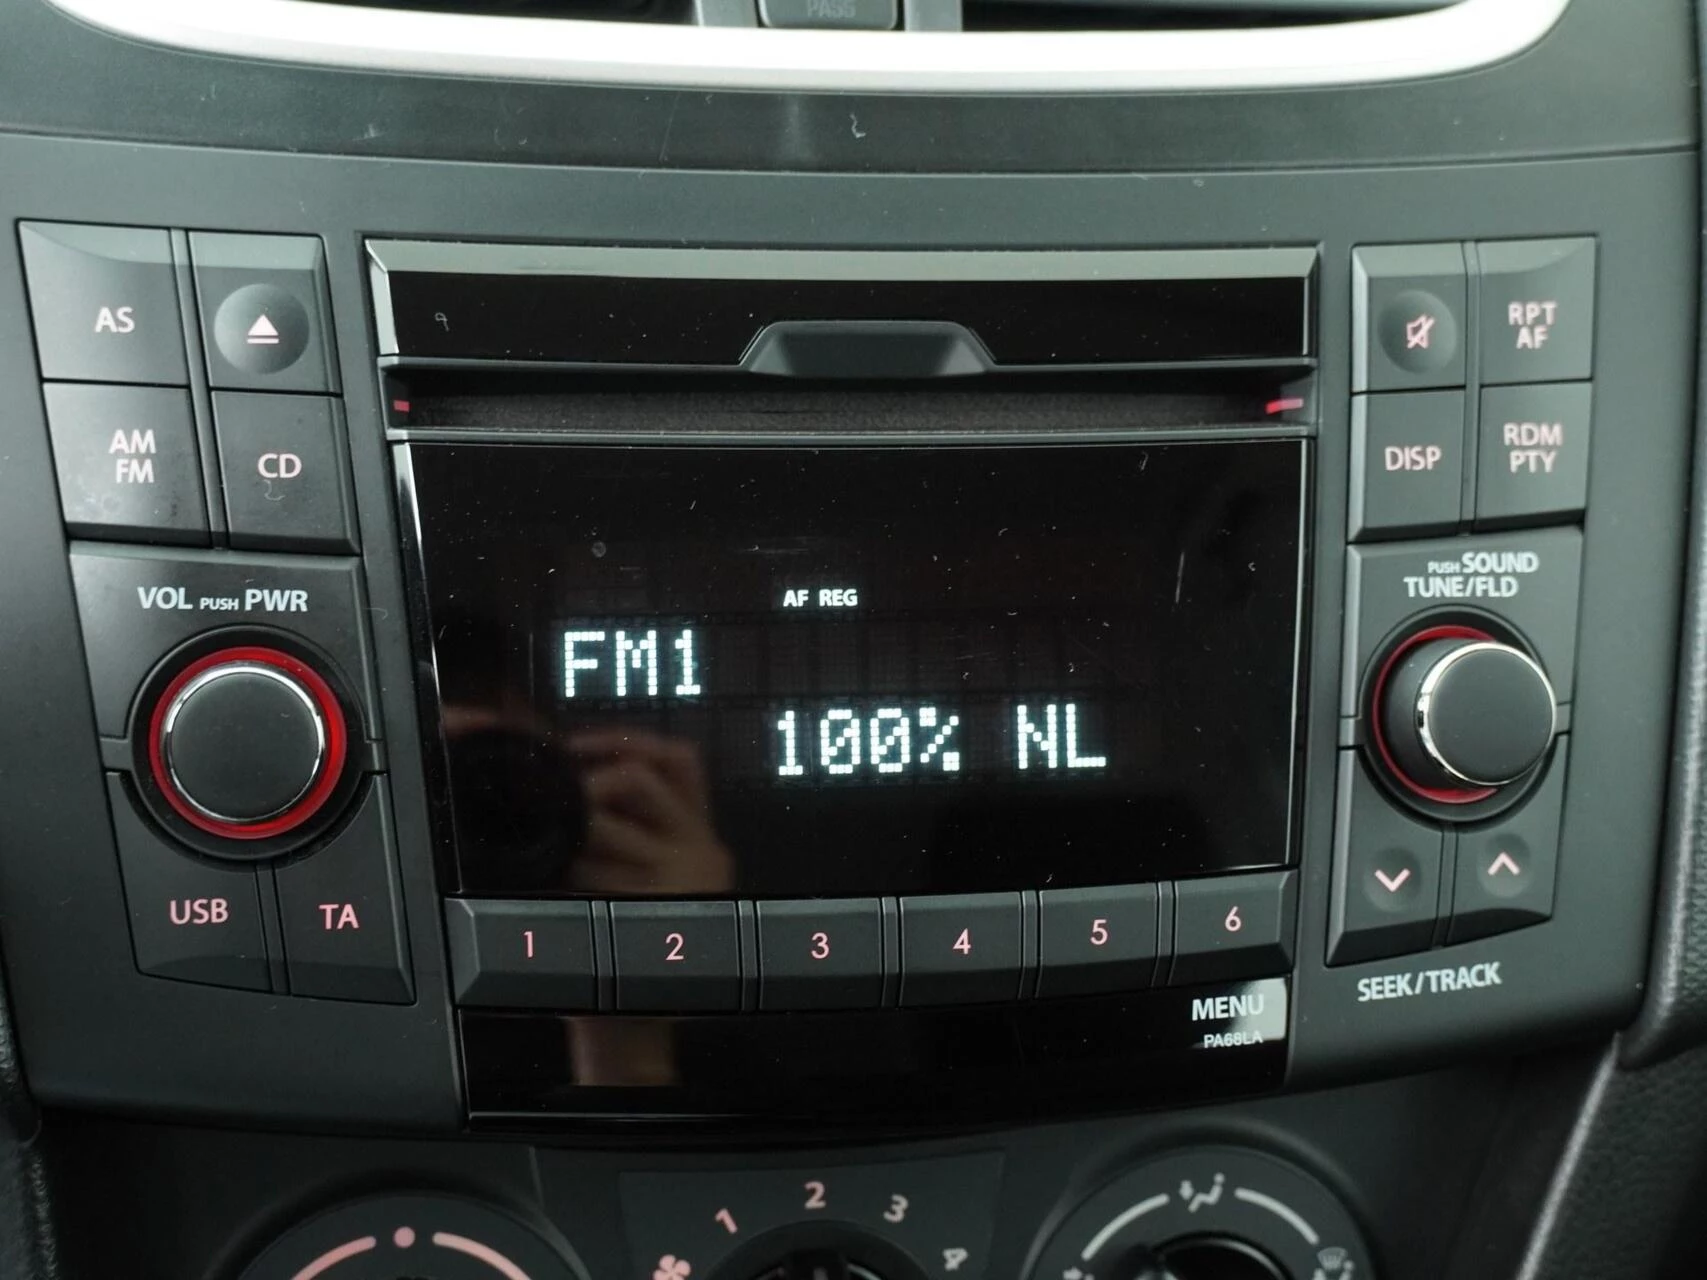 PASS
AS
AM
FM
CD
VOL PUSH PWR
USB
TA
AF REG
FM1
100% NL
1
2
3
4
5
6
MENU
PA68LA
RPT
AF
DISP
RDM
PTY
PUSH SOUND
TUNE/FLD
SEEK/TRACK
1
2
3
4